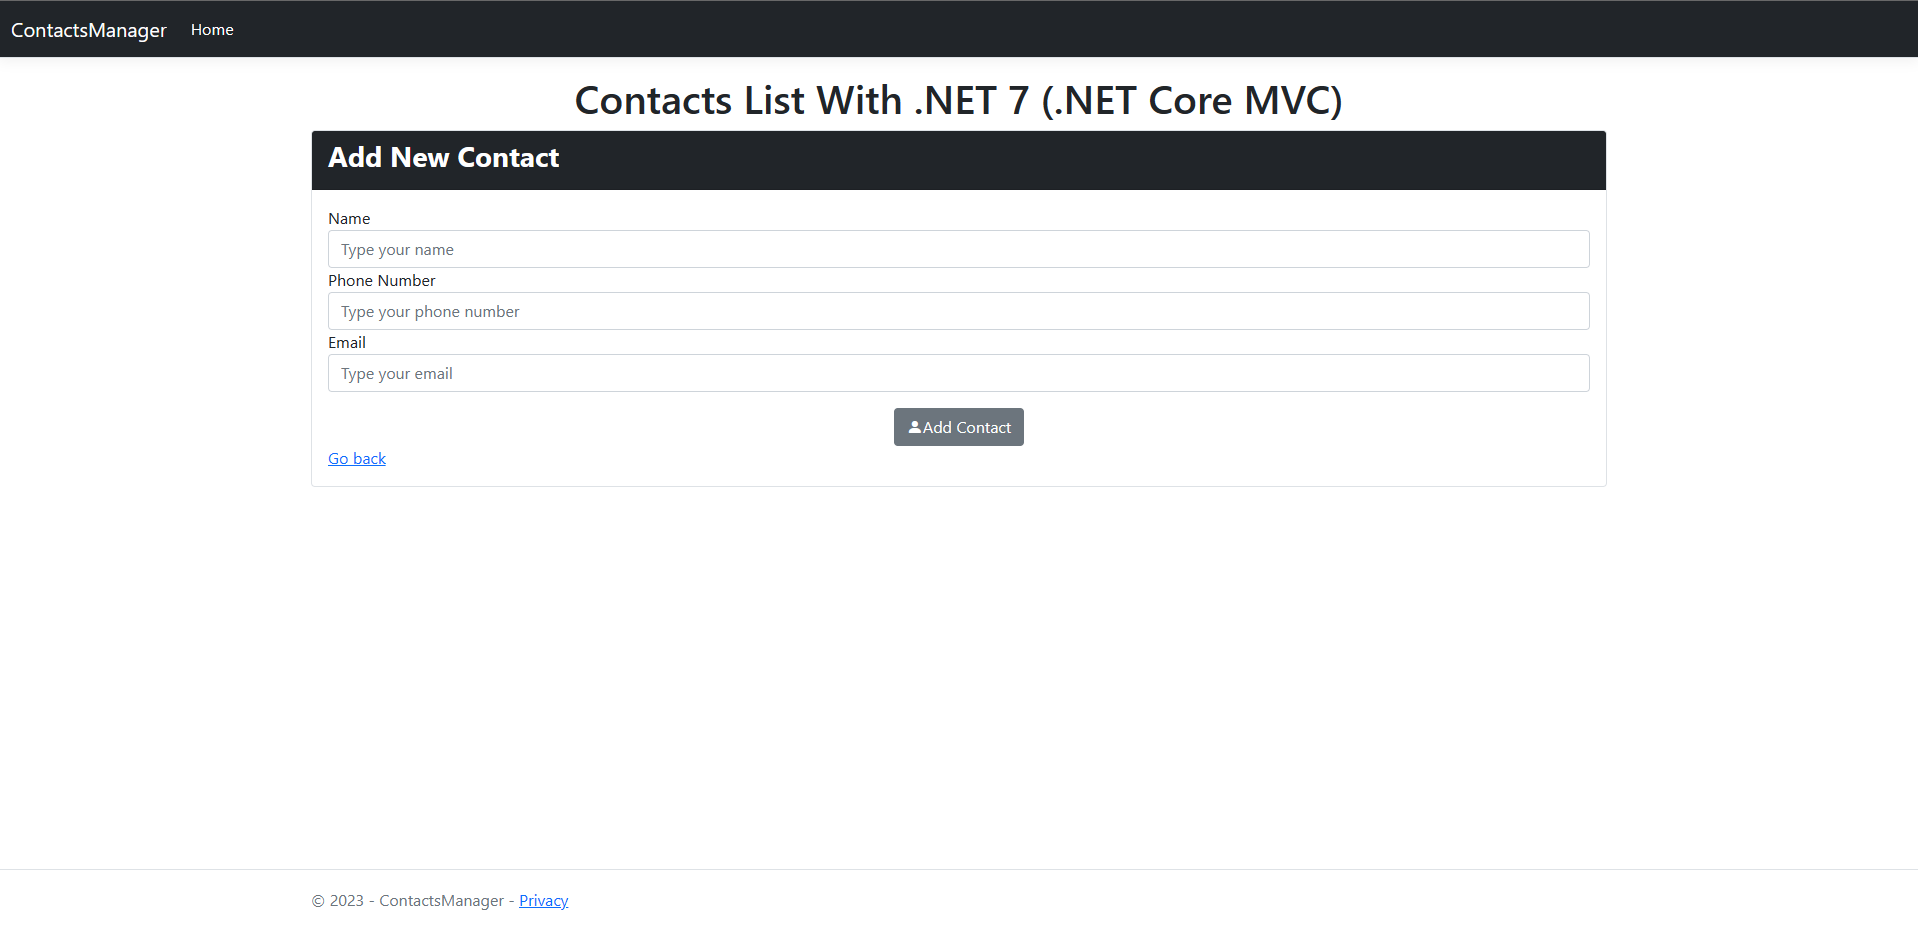 ContactsManager Home
Contacts List With .NET 7 (.NET Core MVC)
Add New Contact
Name
Type your name
Phone Number
Type your phone number
Email
Type your email
Add Contact
Go back
© 2023 - ContactsManager - Privacy